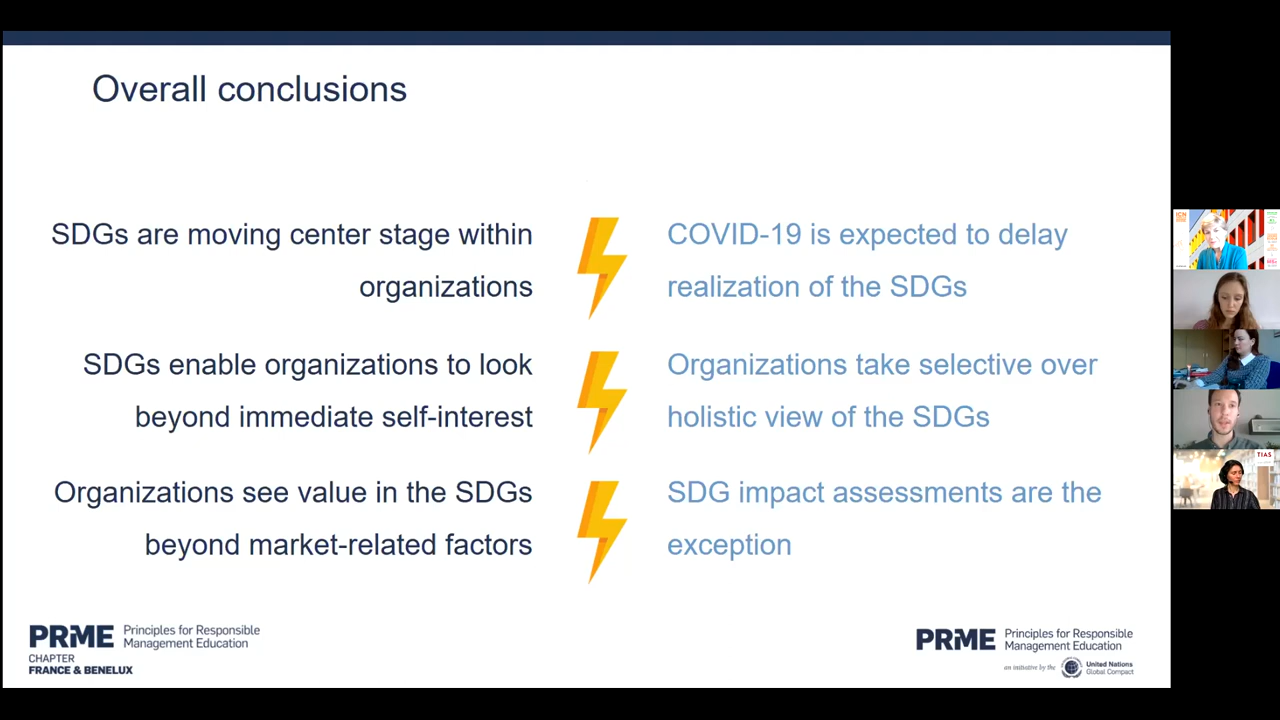 Overall conclusions
SDGs are moving center stage within
organizations
COVID-19 is expected to delay
realization of the SDGs
SDGs enable organizations to look
beyond immediate self-interest
Organizations take selective over
holistic view of the SDGs
Organizations see value in the SDGs
beyond market-related factors
SDG impact assessments are the
exception
PRME
Principles for Responsible
Management Education
CHAPTER
FRANCE & BENELUX
PRME
Principles for Responsible
Management Education
an initiative by the
United Nations
Global Compact
ICN
TIAS